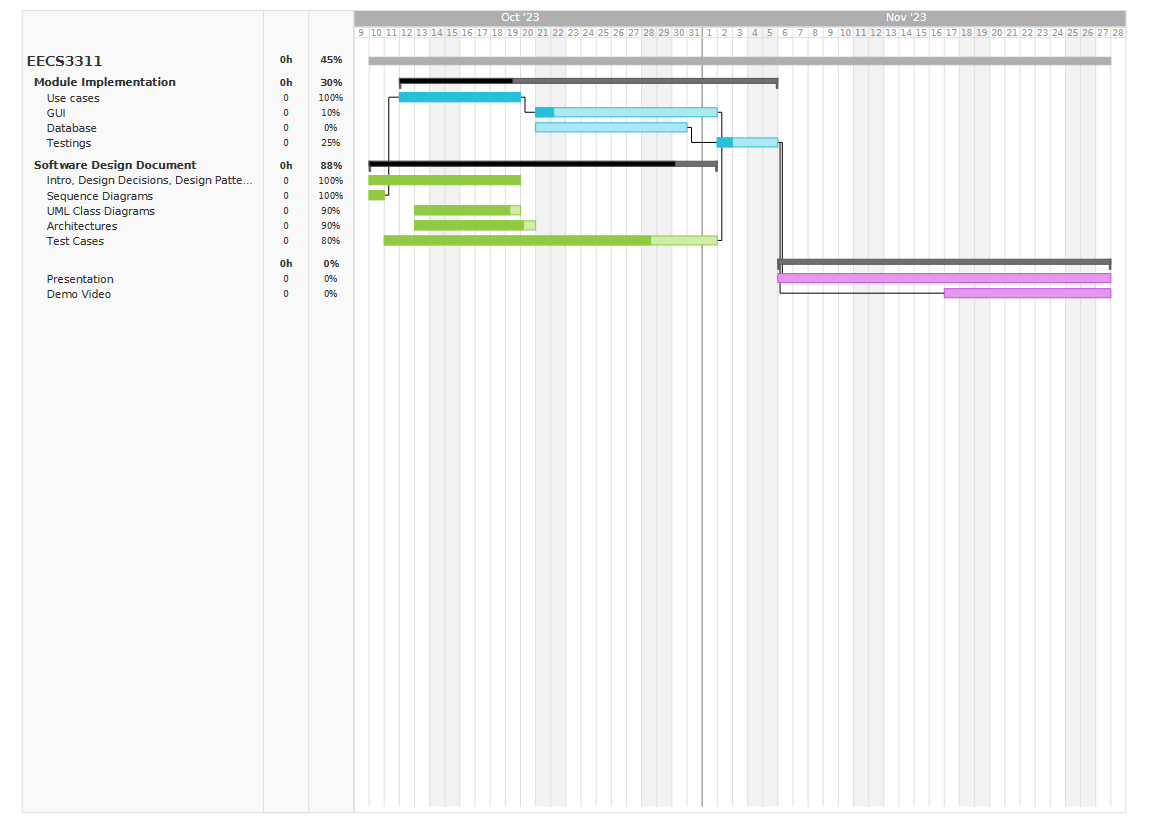 Oct '23 Nov '23
9 10 11 12 13 14 15 16 17 18 19 20 21 22 23 24 25 26 27 28 29 30 31 1 2 3 4 5 6 7 8 9 10 11 12 13 14 15 16 17 18 19 20 21 22 23 24 25 26 27 28
EECS3311 0h 45%
Module Implementation 0h 30%
Use cases 0 100%
GUI 0 10%
Database 0 0%
Testings 0 25%
Software Design Document 0h 88%
Intro, Design Decisions, Design Patte... 0 100%
Sequence Diagrams 0 100%
UML Class Diagrams 0 90%
Architectures 0 90%
Test Cases 0 80%
0h 0%
Presentation 0 0%
Demo Video 0 0%